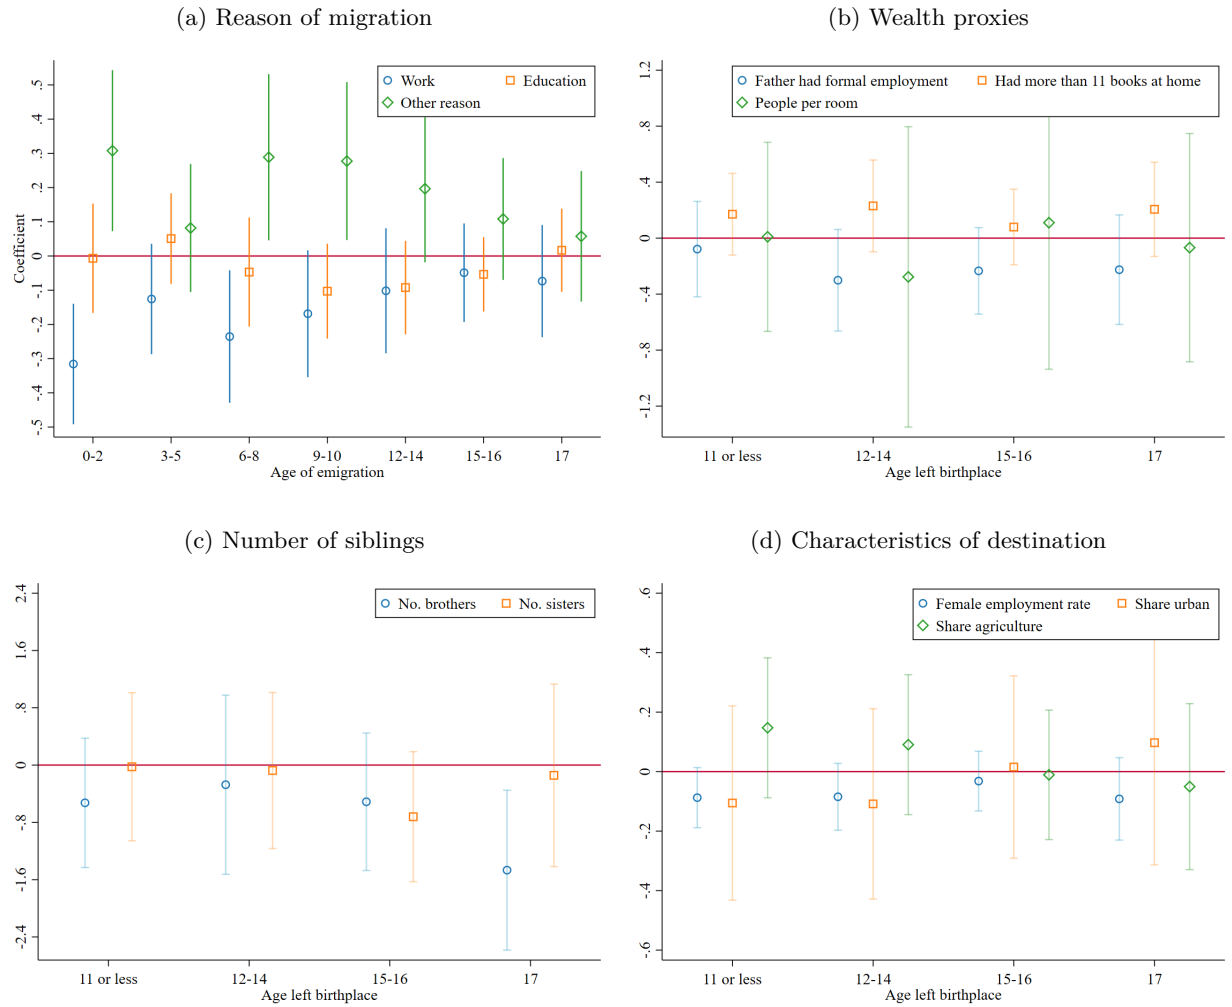 (a) Reason of migration
Work Education
Other reason
Coefficient
.5
.4
.3
.2
.1
0
-.1
-.2
-.3
-.4
-.5
0-2 3-5 6-8 9-10 12-14 15-16 17
Age of emigration
(b) Wealth proxies
Father had formal employment Had more than 11 books at home
People per room
1.2
.8
.4
0
-.4
-.8
-1.2
11 or less 12-14 15-16 17
Age left birthplace
(c) Number of siblings
No. brothers No. sisters
2.4
1.6
.8
0
-.8
-1.6
-2.4
11 or less 12-14 15-16 17
Age left birthplace
(d) Characteristics of destination
Female employment rate Share urban
Share agriculture
.6
.4
.2
0
-.2
-.4
-.6
11 or less 12-14 15-16 17
Age left birthplace